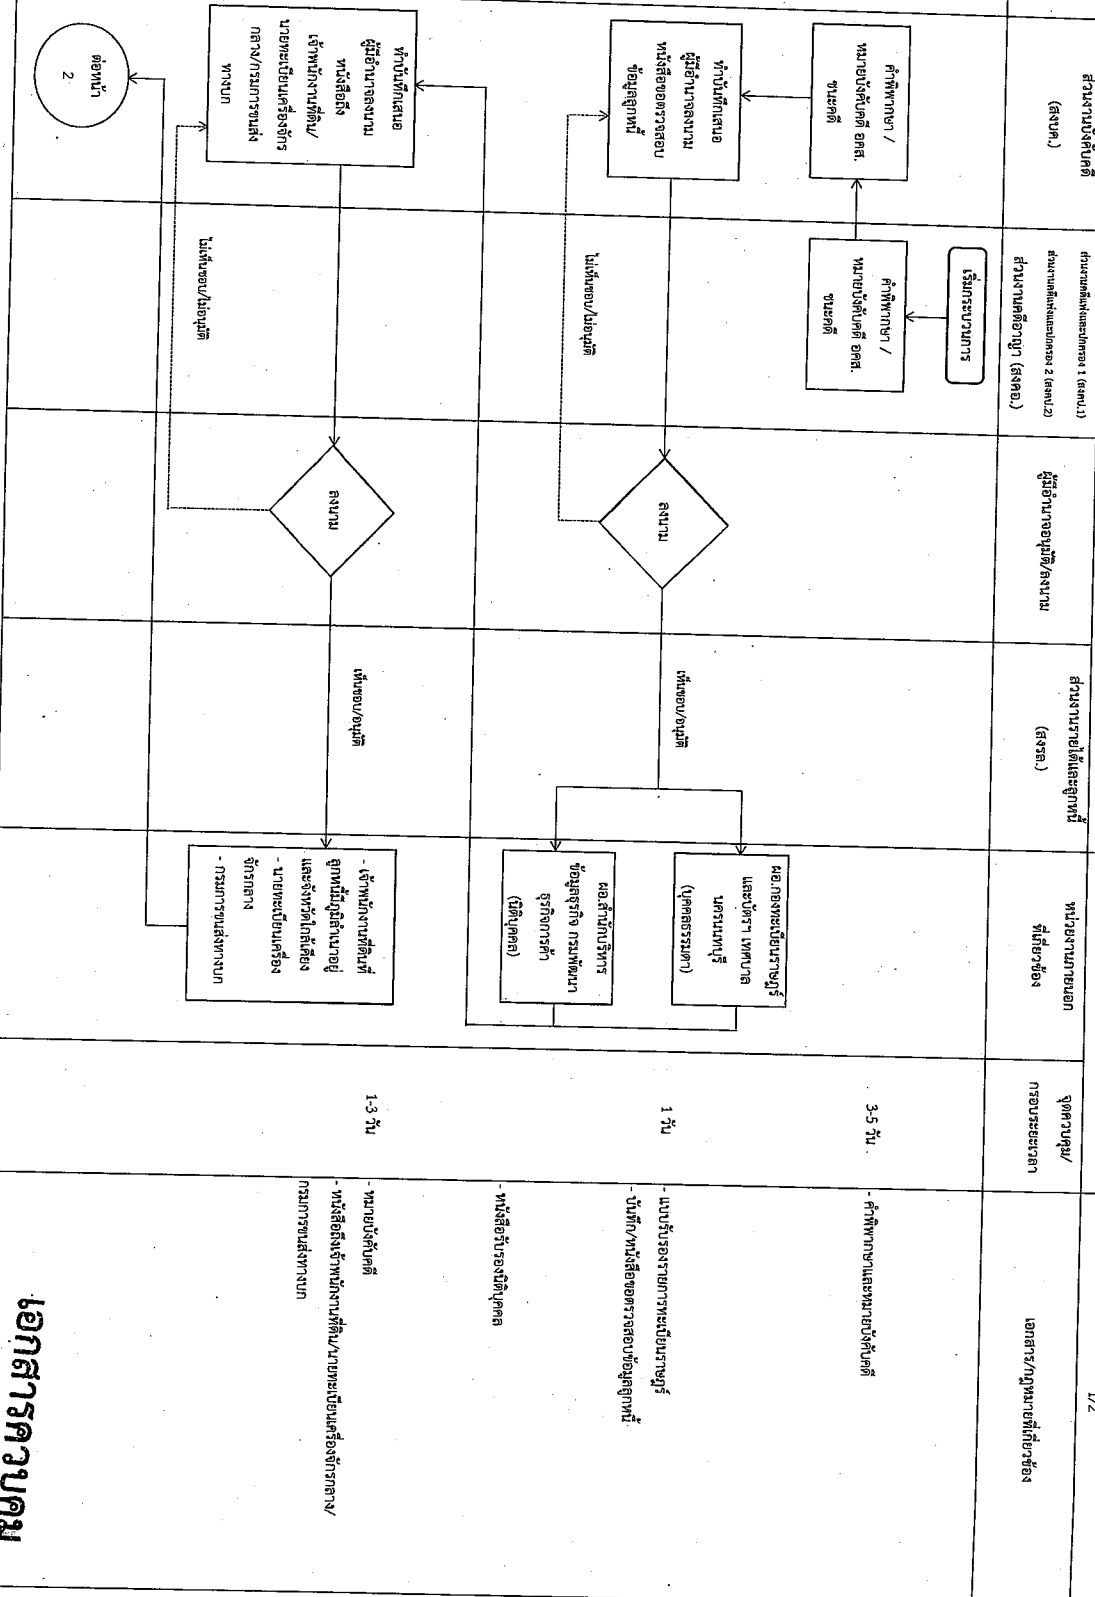 1/2
ส่วนงานบังคับคดี
(สงบค.)
ส่วนงานคดีแพ่งและปกครอง 1 (สงคป.1)
ส่วนงานคดีแพ่งและปกครอง 2 (สงคป.2)
ส่วนงานคดีอาญา (สงคอ.)
ผู้มีอำนาจอนุมัติ/ลงนาม
ส่วนงานรายได้และลูกหนี้
(สงรล.)
หน่วยงานภายนอก
ที่เกี่ยวข้อง
จุดควบคุม/
กรอบระยะเวลา
เอกสาร/กฎหมายที่เกี่ยวข้อง
เริ่มกระบวนการ
คำพิพากษา /
หมายบังคับคดี อคส.
ชนะคดี
คำพิพากษา /
หมายบังคับคดี อคส.
ชนะคดี
3-5 วัน
- คำพิพากษาและหมายบังคับคดี
ทำบันทึกเสนอ
ผู้มีอำนาจลงนาม
หนังสือขอตรวจสอบ
ข้อมูลลูกหนี้
ไม่เห็นชอบ/ไม่อนุมัติ
ลงนาม
เห็นชอบ/อนุมัติ
ผอ.กองทะเบียนราษฎร์
และบัตรฯ เทศบาล
นครนนทบุรี
(บุคคลธรรมดา)
ผอ.สำนักบริหาร
ข้อมูลธุรกิจ กรมพัฒนา
ธุรกิจการค้า
(นิติบุคคล)
1 วัน
- แบบรับรองรายการทะเบียนราษฎร์
- บันทึก/หนังสือขอตรวจสอบข้อมูลลูกหนี้
- หนังสือรับรองนิติบุคคล
ทำบันทึกเสนอ
ผู้มีอำนาจลงนาม
หนังสือถึง
เจ้าพนักงานที่ดิน/
นายทะเบียนเครื่องจักร
กลาง/กรมการขนส่ง
ทางบก
ไม่เห็นชอบ/ไม่อนุมัติ
ลงนาม
เห็นชอบ/อนุมัติ
- เจ้าพนักงานที่ดินที่
ลูกหนี้มีภูมิลำเนาอยู่
และจังหวัดใกล้เคียง
- นายทะเบียนเครื่อง
จักรกลาง
- กรมการขนส่งทางบก
1-3 วัน
- หมายบังคับคดี
- หนังสือถึงเจ้าพนักงานที่ดิน/นายทะเบียนเครื่องจักรกลาง/
กรมการขนส่งทางบก
ต่อหน้า
2
เอกสารควบคุม